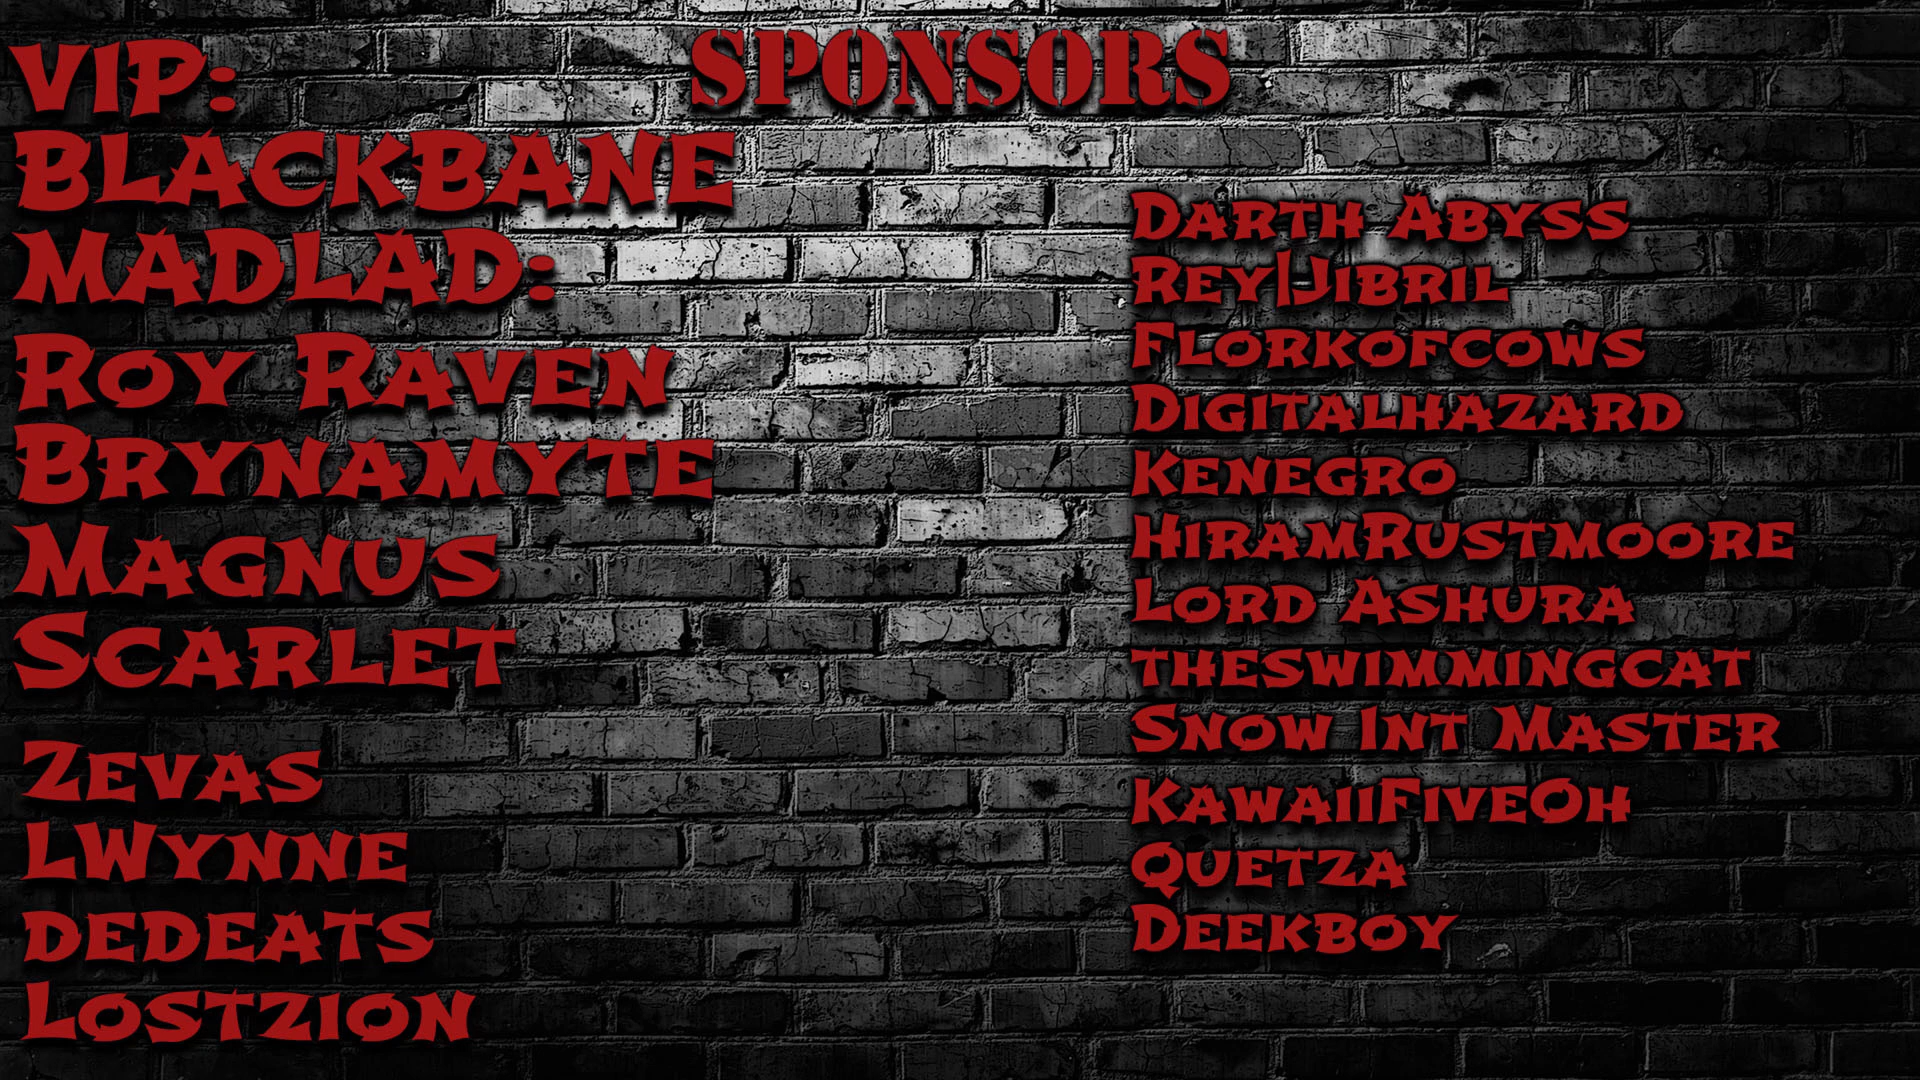 SPONSORS
VIP:
BLACKBANE
MADLAD:
Roy Raven
Brynamyte
Magnus
Scarlet
Zevas
LWynne
dedeats
Lostzion
Darth Abyss
Rey|Jibril
Florkofcows
Digitalhazard
Kenegro
HiramRustmoore
Lord Ashura
theswimmingcat
Snow Int Master
KawaiiFiveOh
Quetza
Deekboy